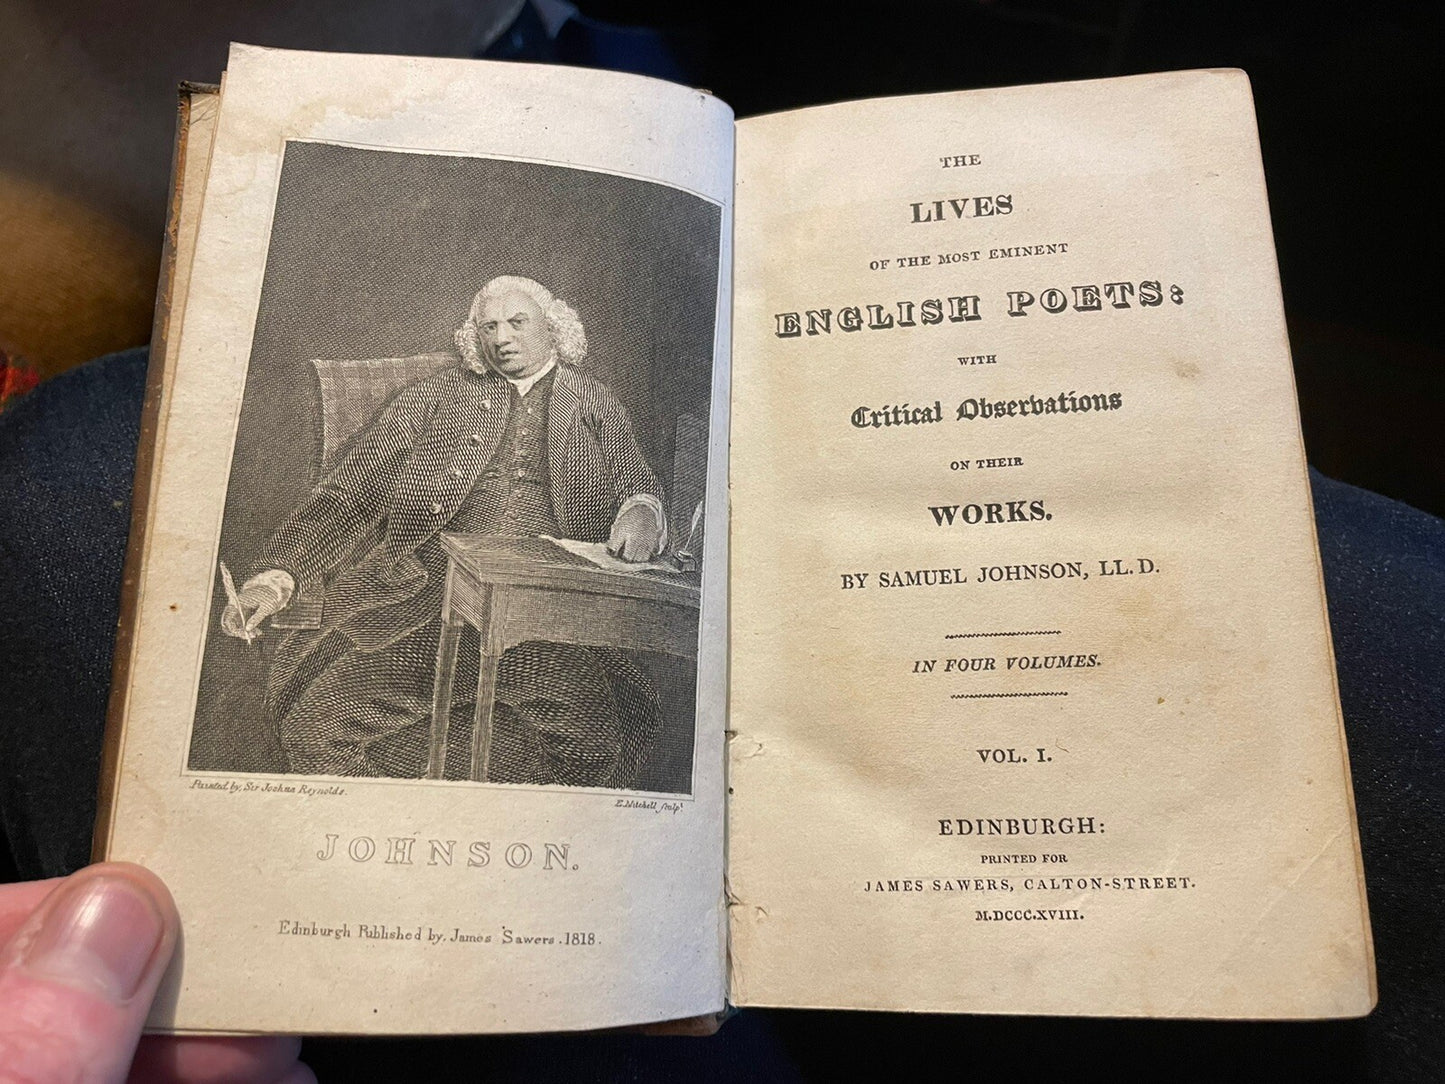 Painted by, Sir Joshua Reynolds.
E. Mitchell sculpt.
JOHNSON.
Edinburgh Published by, James Sawers. 1818.
THE
LIVES
OF THE MOST EMINENT
ENGLISH POETS:
WITH
Critical Observations
ON THEIR
WORKS.
BY SAMUEL JOHNSON, LL. D.
IN FOUR VOLUMES.
VOL. I.
EDINBURGH:
PRINTED FOR
JAMES SAWERS, CALTON-STREET.
M.DCCC.XVIII.